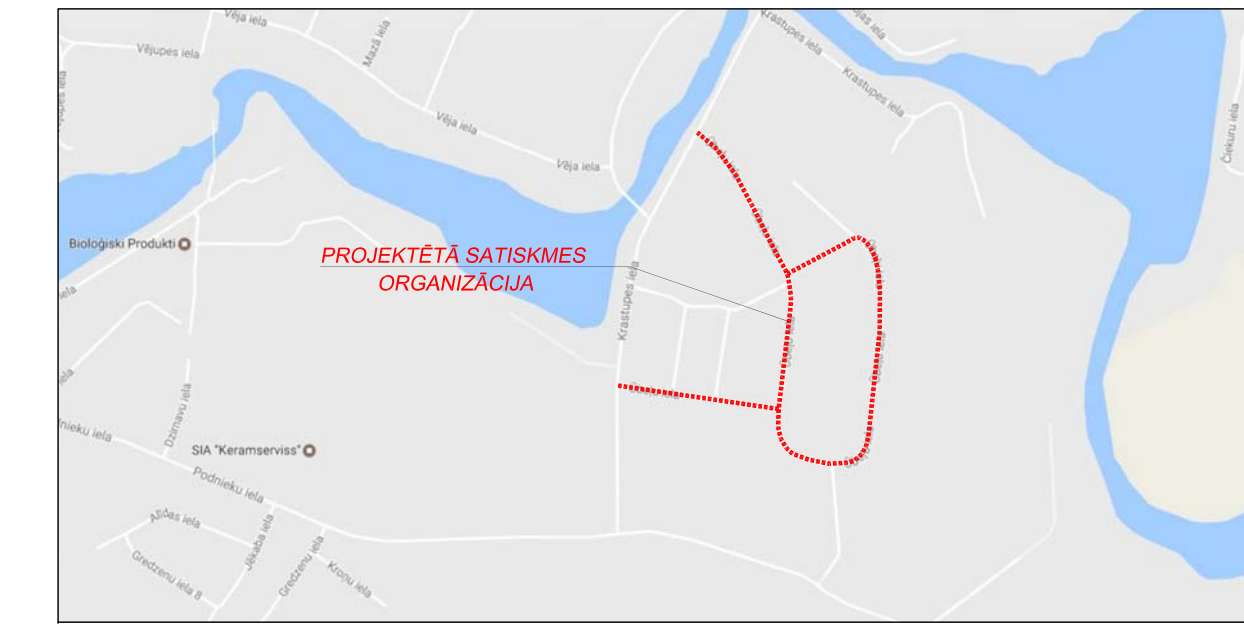 Vēja iela
Mazā iela
Vējupes iela
Krastupes iela
Krastupes iela
Čiekuru iela
Vēja iela
Vēja iela
Bioloģiski Produkti
PROJEKTĒTĀ SATISKMES
ORGANIZĀCIJA
Krastupes iela
iela
iela
Dzirnavu iela
SIA "Keramserviss"
Podnieku iela
Alīdas iela
Jēkaba iela
Gredzenu iela
Gredzenu iela 8
Kroņu iela